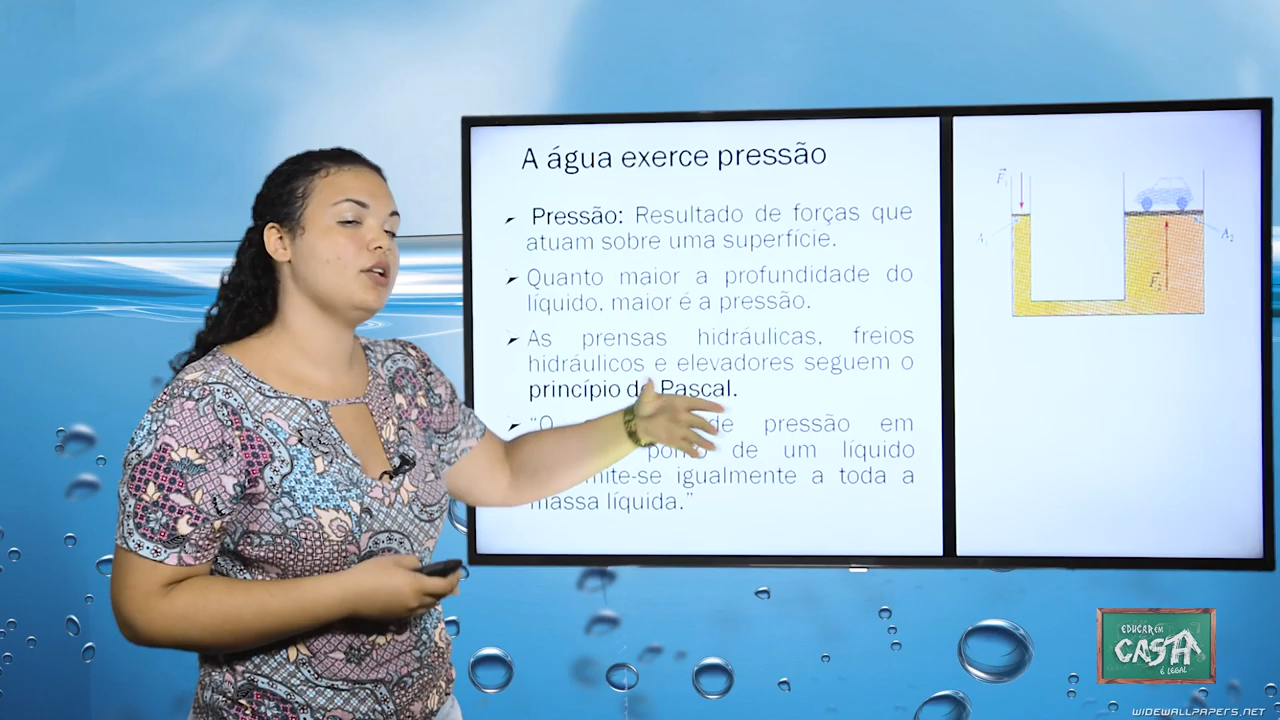 A água exerce pressão
Pressão: Resultado de forças que
atuam sobre uma superfície.
Quanto maior a profundidade do
líquido, maior é a pressão.
As prensas hidráulicas, freios
hidráulicos e elevadores seguem o
princípio de Pascal.
“O de pressão em
de um líquido
igualmente a toda a
massa líquida.”
F₁
A₁
A₂
F₂
EDUCAR EM
CASA
É LEGAL
WIDEWALLPAPERS.NET